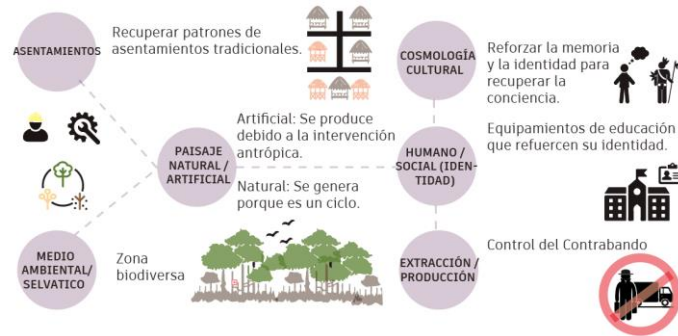 ASENTAMIENTOS
Recuperar patrones de
asentamientos tradicionales.
COSMOLOGÍA
CULTURAL
Reforzar la memoria
y la identidad para
recuperar la
conciencia.
PAISAJE
NATURAL /
ARTIFICIAL
Artificial: Se produce
debido a la intervención
antrópica.
Natural: Se genera
porque es un ciclo.
HUMANO /
SOCIAL (IDEN-
TIDAD)
Equipamientos de educación
que refuercen su identidad.
MEDIO
AMBIENTAL/
SELVATICO
Zona
biodiversa
EXTRACCIÓN /
PRODUCCIÓN
Control del Contrabando